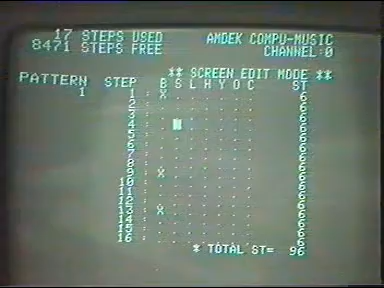 17 STEPS USED
8471 STEPS FREE
AMDEK COMPU-MUSIC
CHANNEL:0
** SCREEN EDIT MODE **
PATTERN STEP B S L H Y O C ST
1 1 : X . . . . . . 6
2 : . . . . . . . 6
3 : . . . . . . . 6
4 : . . . . . . 6
5 : . . . . . . . 6
6 : . . . . . . . 6
7 : . . . . . . . 6
8 : . . . . . . . 6
9 : X . . . . . . 6
10 : . . . . . . . 6
11 : . . . . . . . 6
12 : . . . . . . . 6
13 : X . . . . . . 6
14 : . . . . . . . 6
15 : . . . . . . . 6
16 : . . . . . . . 6
* TOTAL ST= 96